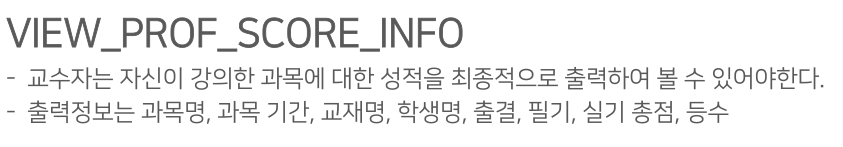 VIEW_PROF_SCORE_INFO
- 교수자는 자신이 강의한 과목에 대한 성적을 최종적으로 출력하여 볼 수 있어야한다.
- 출력정보는 과목명, 과목 기간, 교재명, 학생명, 출결, 필기, 실기 총점, 등수